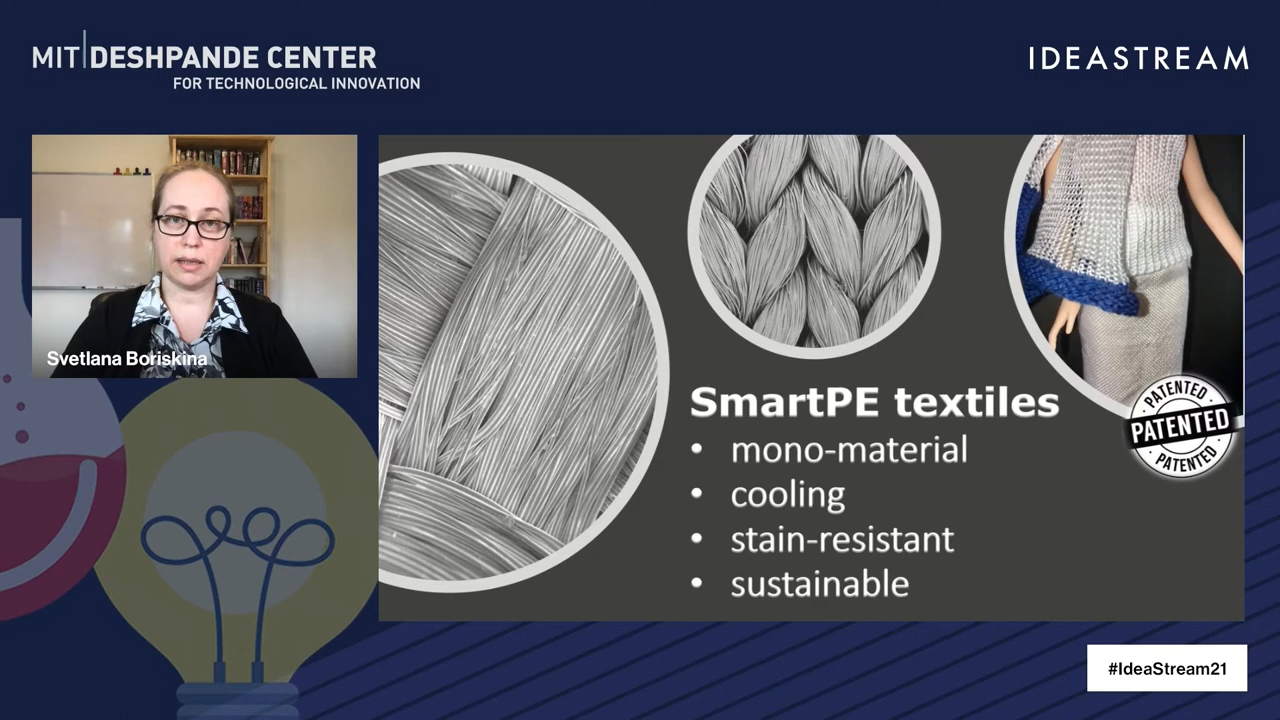 MIT DESHPANDE CENTER
FOR TECHNOLOGICAL INNOVATION
IDEASTREAM
Svetlana Boriskina
SmartPE textiles
• mono-material
• cooling
• stain-resistant
• sustainable
PATENTED
PATENTED
PATENTED
#IdeaStream21